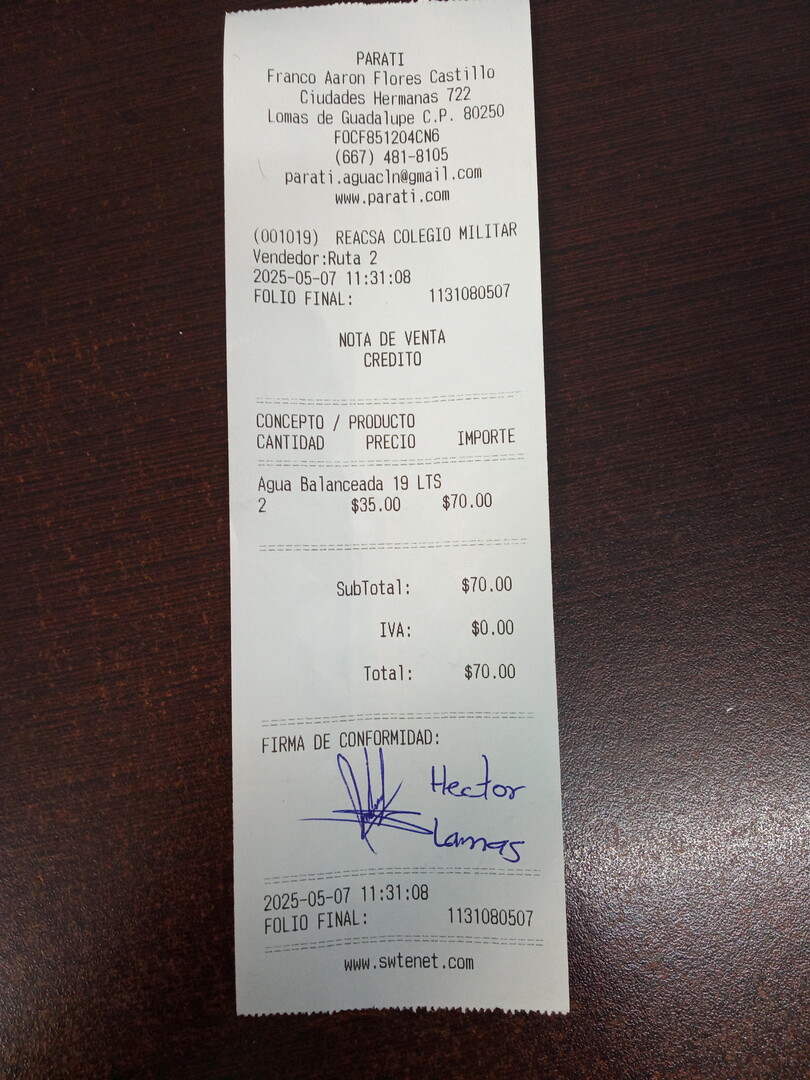 PARATI
Franco Aaron Flores Castillo
Ciudades Hermanas 722
Lomas de Guadalupe C.P. 80250
FOCF851204CN6
(667) 481-8105
parati.aguacln@gmail.com
www.parati.com
(001019) REACSA COLEGIO MILITAR
Vendedor:Ruta 2
2025-05-07 11:31:08
FOLIO FINAL: 1131080507
NOTA DE VENTA
CREDITO
CONCEPTO / PRODUCTO
CANTIDAD PRECIO IMPORTE
Agua Balanceada 19 LTS
2 $35.00 $70.00
SubTotal: $70.00
IVA: $0.00
Total: $70.00
FIRMA DE CONFORMIDAD:
Hector
Lamas
2025-05-07 11:31:08
FOLIO FINAL: 1131080507
www.swtenet.com